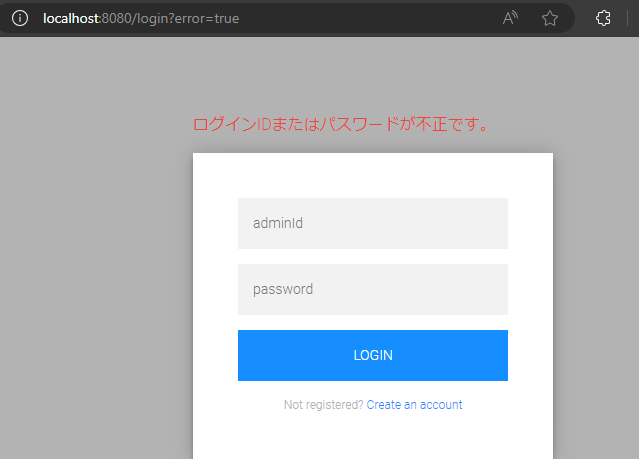 localhost:8080/login?error=true
ログインIDまたはパスワードが不正です。
adminId
password
LOGIN
Not registered? Create an account